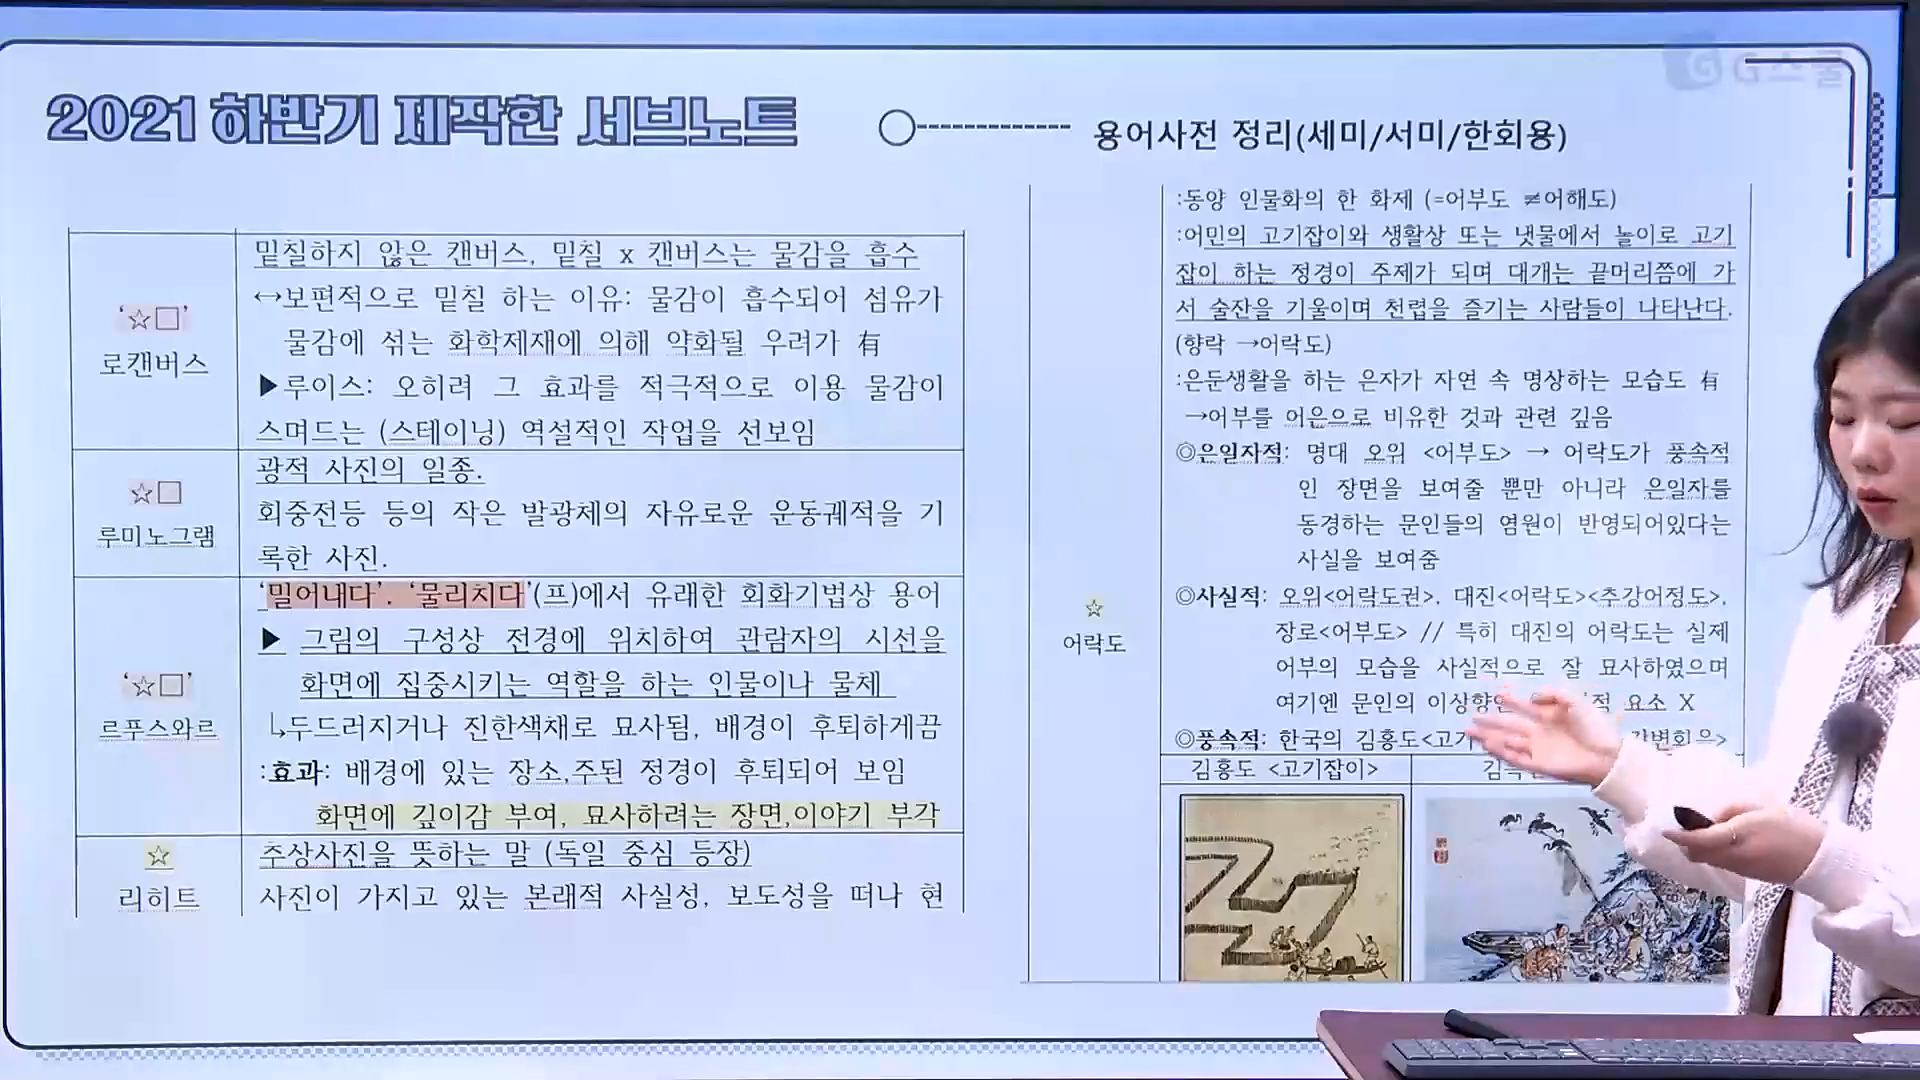 G스쿨
2021 하반기 제작한 서브노트
용어사전 정리(세미/서미/한회용)
'☆□'
로캔버스
밑칠하지 않은 캔버스, 밑칠 x 캔버스는 물감을 흡수
↔보편적으로 밑칠 하는 이유: 물감이 흡수되어 섬유가
물감에 섞는 화학제재에 의해 약화될 우려가 有
▶루이스: 오히려 그 효과를 적극적으로 이용 물감이
스며드는 (스테이닝) 역설적인 작업을 선보임
☆□
루미노그램
광적 사진의 일종.
회중전등 등의 작은 발광체의 자유로운 운동궤적을 기
록한 사진.
'☆□'
르푸스와르
'밀어내다'. '물리치다'(프)에서 유래한 회화기법상 용어
▶ 그림의 구성상 전경에 위치하여 관람자의 시선을
화면에 집중시키는 역할을 하는 인물이나 물체
↳두드러지거나 진한색채로 묘사됨, 배경이 후퇴하게끔
:효과: 배경에 있는 장소,주된 정경이 후퇴되어 보임
화면에 깊이감 부여, 묘사하려는 장면,이야기 부각
☆
리히트
추상사진을 뜻하는 말 (독일 중심 등장)
사진이 가지고 있는 본래적 사실성, 보도성을 떠나 현
☆
어락도
:동양 인물화의 한 화제 (=어부도 ≠어해도)
:어민의 고기잡이와 생활상 또는 냇물에서 놀이로 고기
잡이 하는 정경이 주제가 되며 대개는 끝머리쯤에 가
서 술잔을 기울이며 천렵을 즐기는 사람들이 나타난다.
(향락 →어락도)
:은둔생활을 하는 은자가 자연 속 명상하는 모습도 有
→어부를 어은으로 비유한 것과 관련 깊음
◎은일자적: 명대 오위 <어부도> → 어락도가 풍속적
인 장면을 보여줄 뿐만 아니라 은일자를
동경하는 문인들의 염원이 반영되어있다는
사실을 보여줌
◎사실적: 오위<어락도권>, 대진<어락도><추강어정도>,
장로<어부도> // 특히 대진의 어락도는 실제
어부의 모습을 사실적으로 잘 묘사하였으며
여기엔 문인의 이상향 적 요소 X
◎풍속적: 한국의 김홍도<고기
김홍도 <고기잡이>